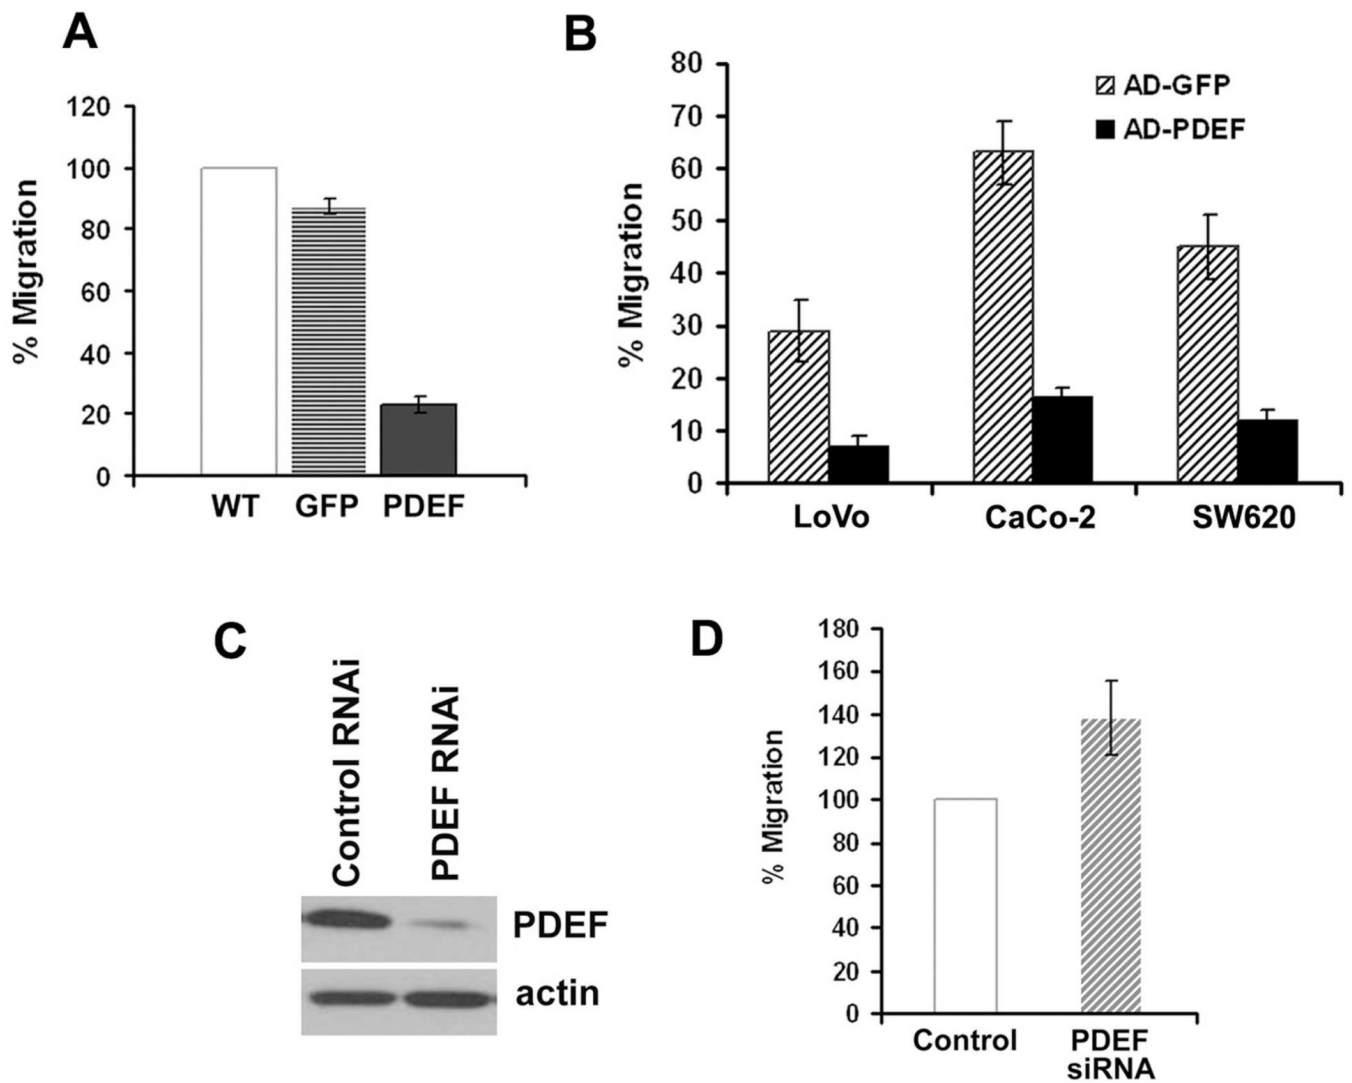 A
% Migration
120
100
80
60
40
20
0
WT GFP PDEF
B
% Migration
80
70
60
50
40
30
20
10
0
AD-GFP
AD-PDEF
LoVo CaCo-2 SW620
C
Control RNAi
PDEF RNAi
PDEF
actin
D
% Migration
180
160
140
120
100
80
60
40
20
0
Control PDEF
siRNA